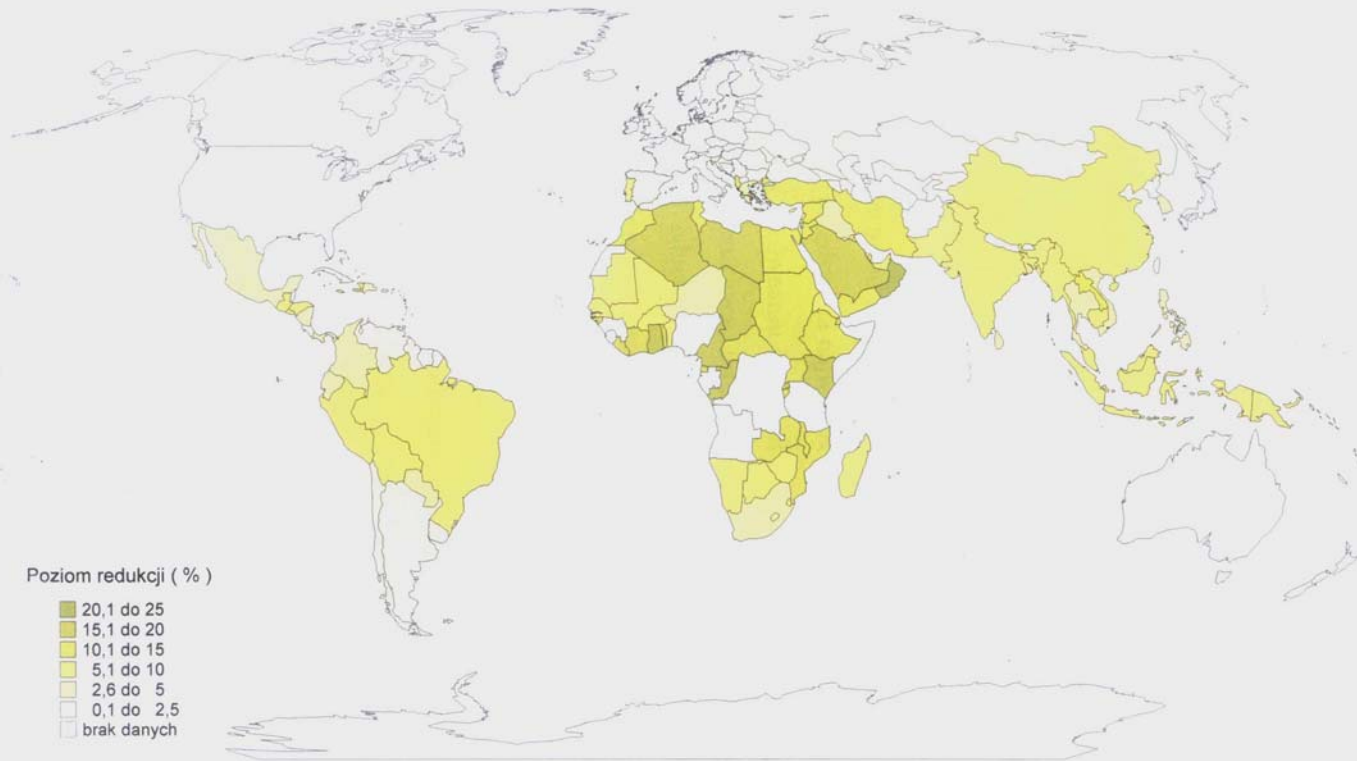 Poziom redukcji ( % )
20,1 do 25
15,1 do 20
10,1 do 15
5,1 do 10
2,6 do 5
0,1 do 2,5
brak danych